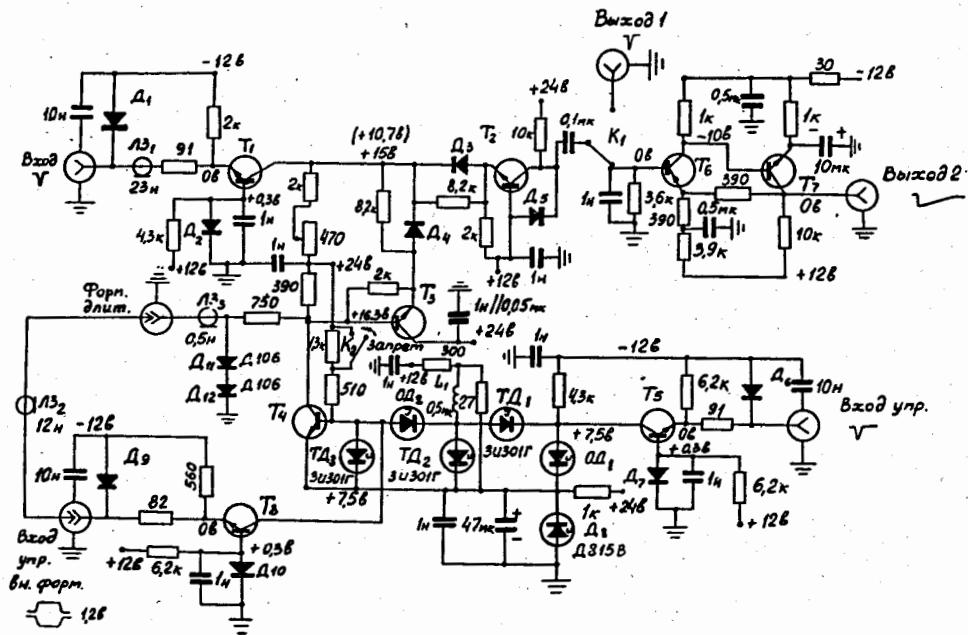 Выход 1
-12в
10н
Д1
2к
Вход
ЛЗ1
23н
91
0в
Т1
+0,3в
4,3к
Д2
1н
+12в
(+10,7в)
+15в
2к
470
1н
+24в
390
8,2к
Д3
8,2к
Д4
2к
Т2
+24в
10к
0,1мк
К1
Д5
+12в
1н
1н
0в
3,6к
Т6
1к
-10в
0,5мк
1к
30
-12в
10мк
390
390
0,5мк
3,9к
Т7
0в
10к
+12в
Выход 2
Форм.
длит.
ЛЗ3
0,5н
750
Д11
Д106
Д12
Д106
2к
+16,3в
Т3
1н//0,05мк
+24в
1,3к
К2
Запрет
510
1н
+12в
300
L1
0,5мк
27
Т4
ОД2
ТД1
3И301Г
ТД3
3И301Г
ТД2
3И301Г
+7,5в
1н
-12в
4,3к
+7,5в
ОД1
Т5
6,2к
0в
91
Д6
10н
Вход упр.
+0,3в
Д7
1н
6,2к
+12в
1к
+24в
Д8
Д815В
1н
47мк
ЛЗ2
12н
-12в
10н
Д9
560
82
0в
Т8
+0,3в
+12в
6,2к
1н
Д10
Вход
упр.
вн. форм.
1,2в